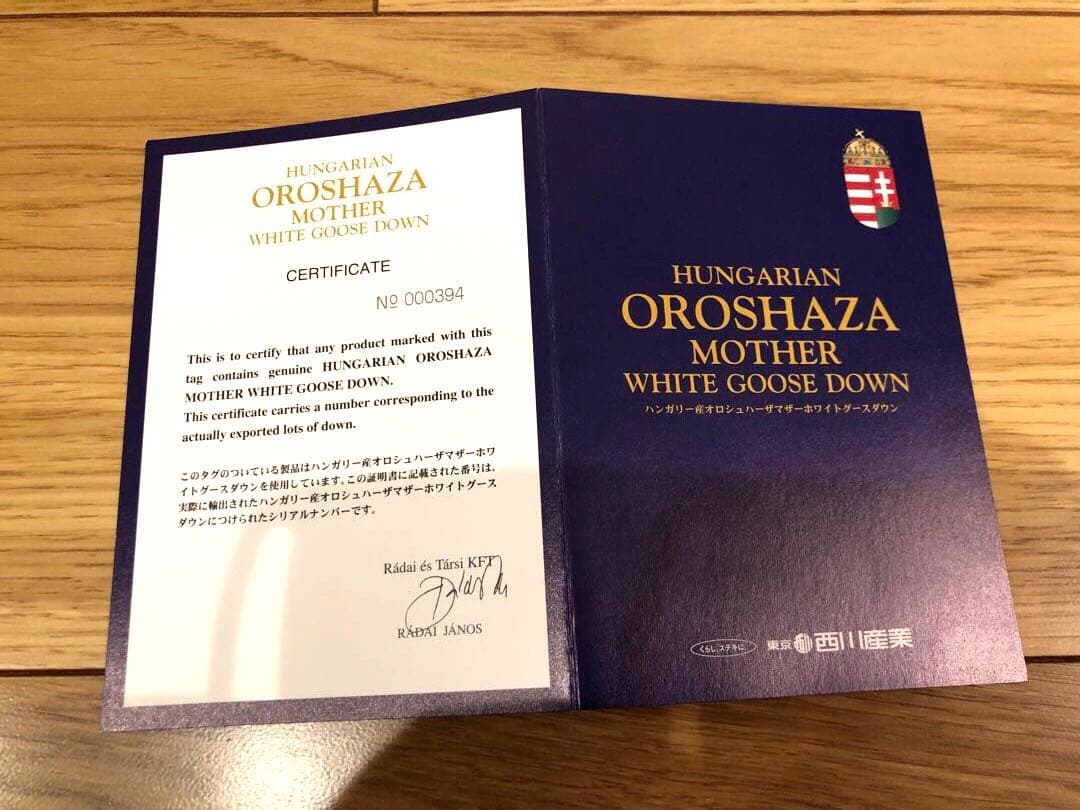 HUNGARIAN
OROSHAZA
MOTHER
WHITE GOOSE DOWN
CERTIFICATE
№ 000394
This is to certify that any product marked with this
tag contains genuine HUNGARIAN OROSHAZA
MOTHER WHITE GOOSE DOWN.
This certificate carries a number corresponding to the
actually exported lots of down.
このタグのついている製品はハンガリー産オロシュハーザマザーホワ
イトグースダウンを使用しています。この証明書に記載された番号は、
実際に輸出されたハンガリー産オロシュハーザマザーホワイトグース
ダウンにつけられたシリアルナンバーです。
Rádai és Társi KFT
RÁDAI JÁNOS
HUNGARIAN
OROSHAZA
MOTHER
WHITE GOOSE DOWN
ハンガリー産オロシュハーザマザーホワイトグースダウン
くらし、ステキに 東京 西川産業